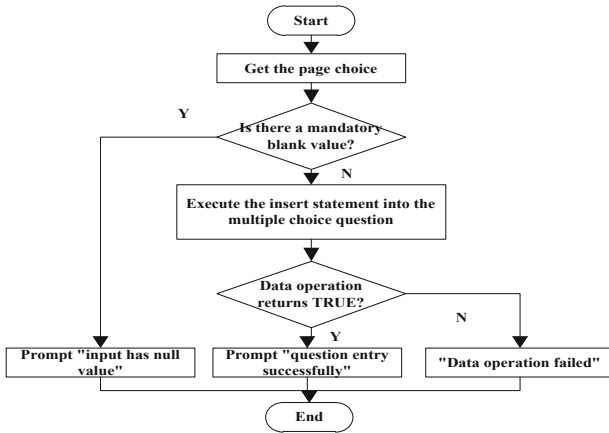 Start
Get the page choice
Y
Is there a mandatory
blank value?
N
Execute the insert statement into the
multiple choice question
Data operation
returns TRUE?
N
Y
Prompt "input has null
value"
Prompt "question entry
successfully"
"Data operation failed"
End